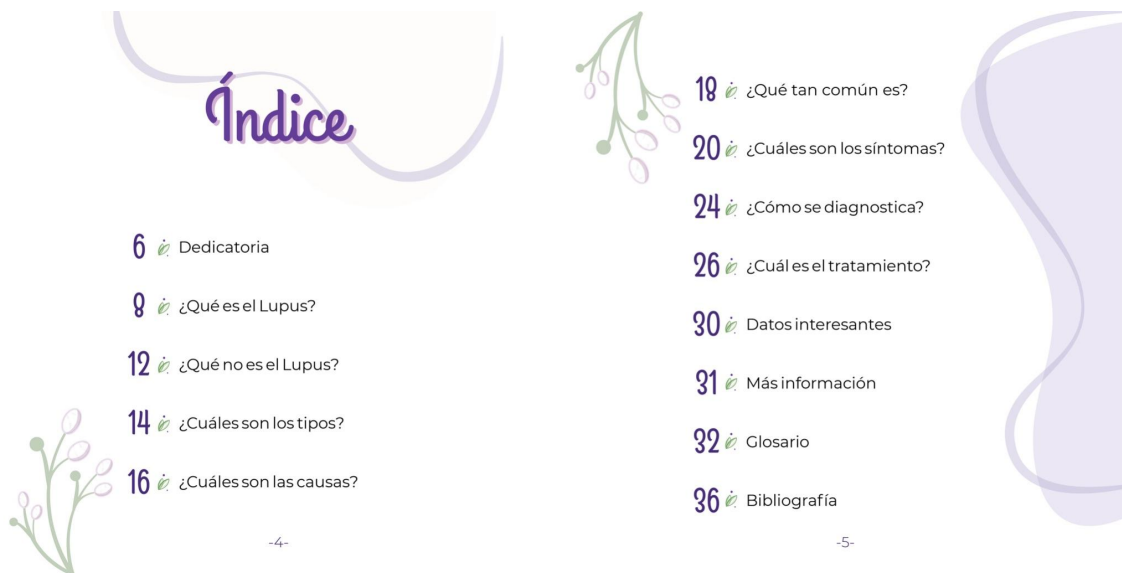 Índice
6 Dedicatoria
8 ¿Qué es el Lupus?
12 ¿Qué no es el Lupus?
14 ¿Cuáles son los tipos?
16 ¿Cuáles son las causas?
-4-
18 ¿Qué tan común es?
20 ¿Cuáles son los síntomas?
24 ¿Cómo se diagnostica?
26 ¿Cuál es el tratamiento?
30 Datos interesantes
31 Más información
32 Glosario
36 Bibliografía
-5-